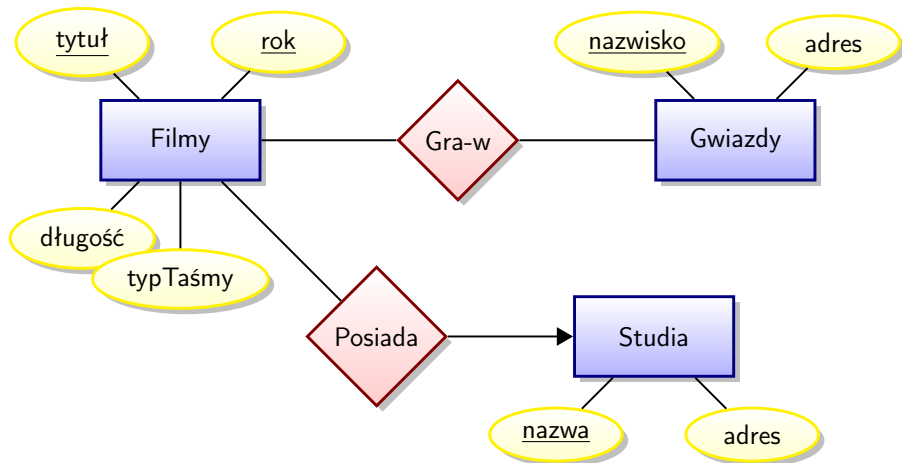 tytuł
rok
nazwisko
adres
Filmy
Gra-w
Gwiazdy
długość
typTaśmy
Posiada
Studia
nazwa
adres